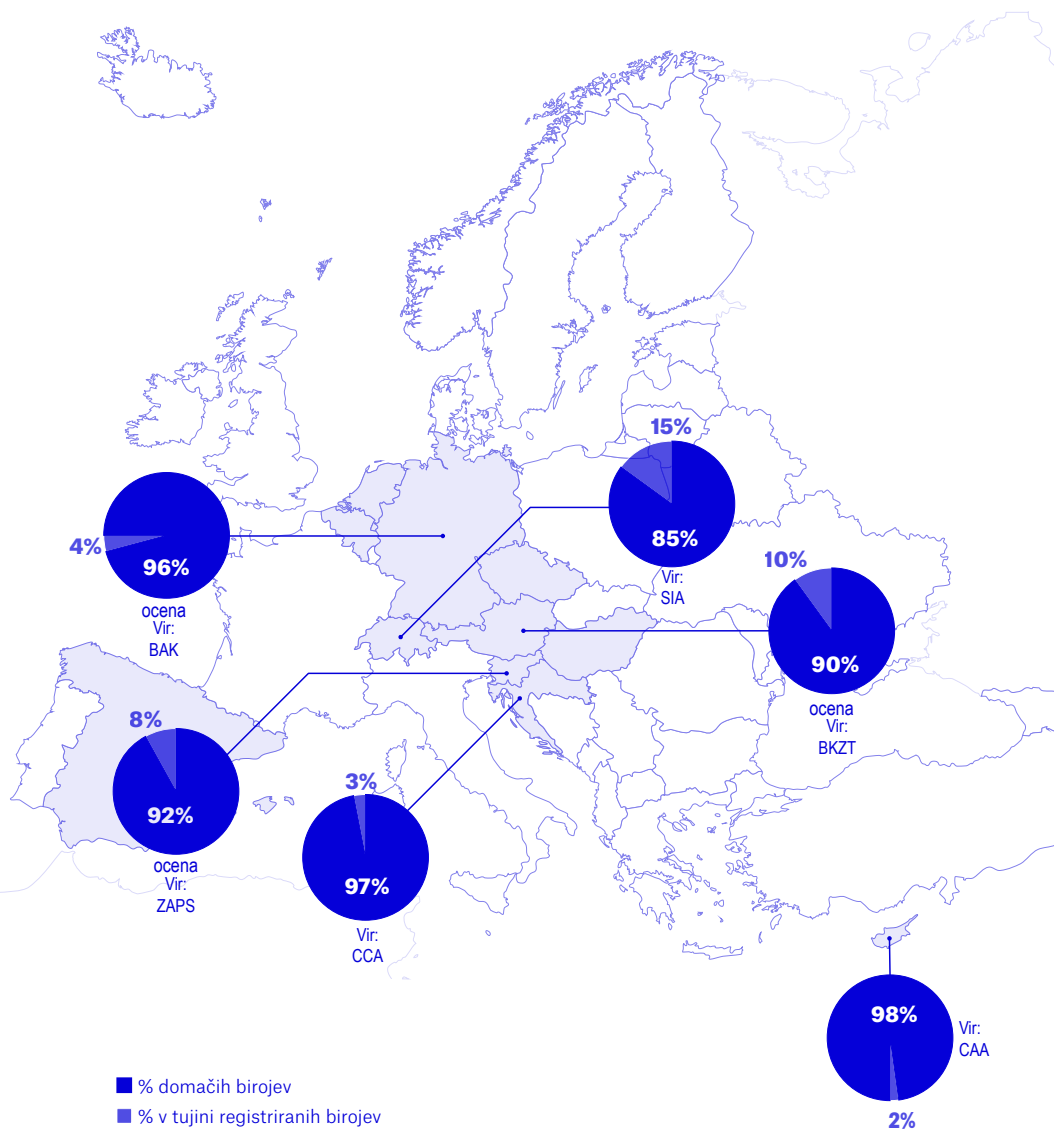 15%
85%
Vir:
SIA
4%
96%
ocena
Vir:
BAK
10%
90%
ocena
Vir:
BKZT
8%
92%
ocena
Vir:
ZAPS
3%
97%
Vir:
CCA
98%
Vir:
CAA
2%
% domačih birojev
% v tujini registriranih birojev